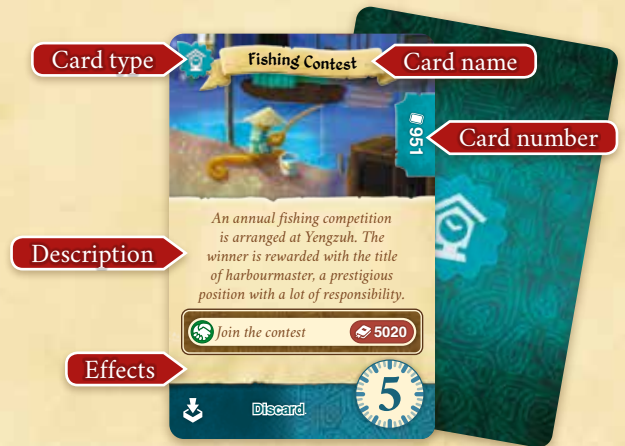 Card type
Fishing Contest
Card name
951
Card number
An annual fishing competition
is arranged at Yengzuh. The
winner is rewarded with the title
of harbourmaster, a prestigious
position with a lot of responsibility.
Description
Join the contest
5020
Effects
5
Discard